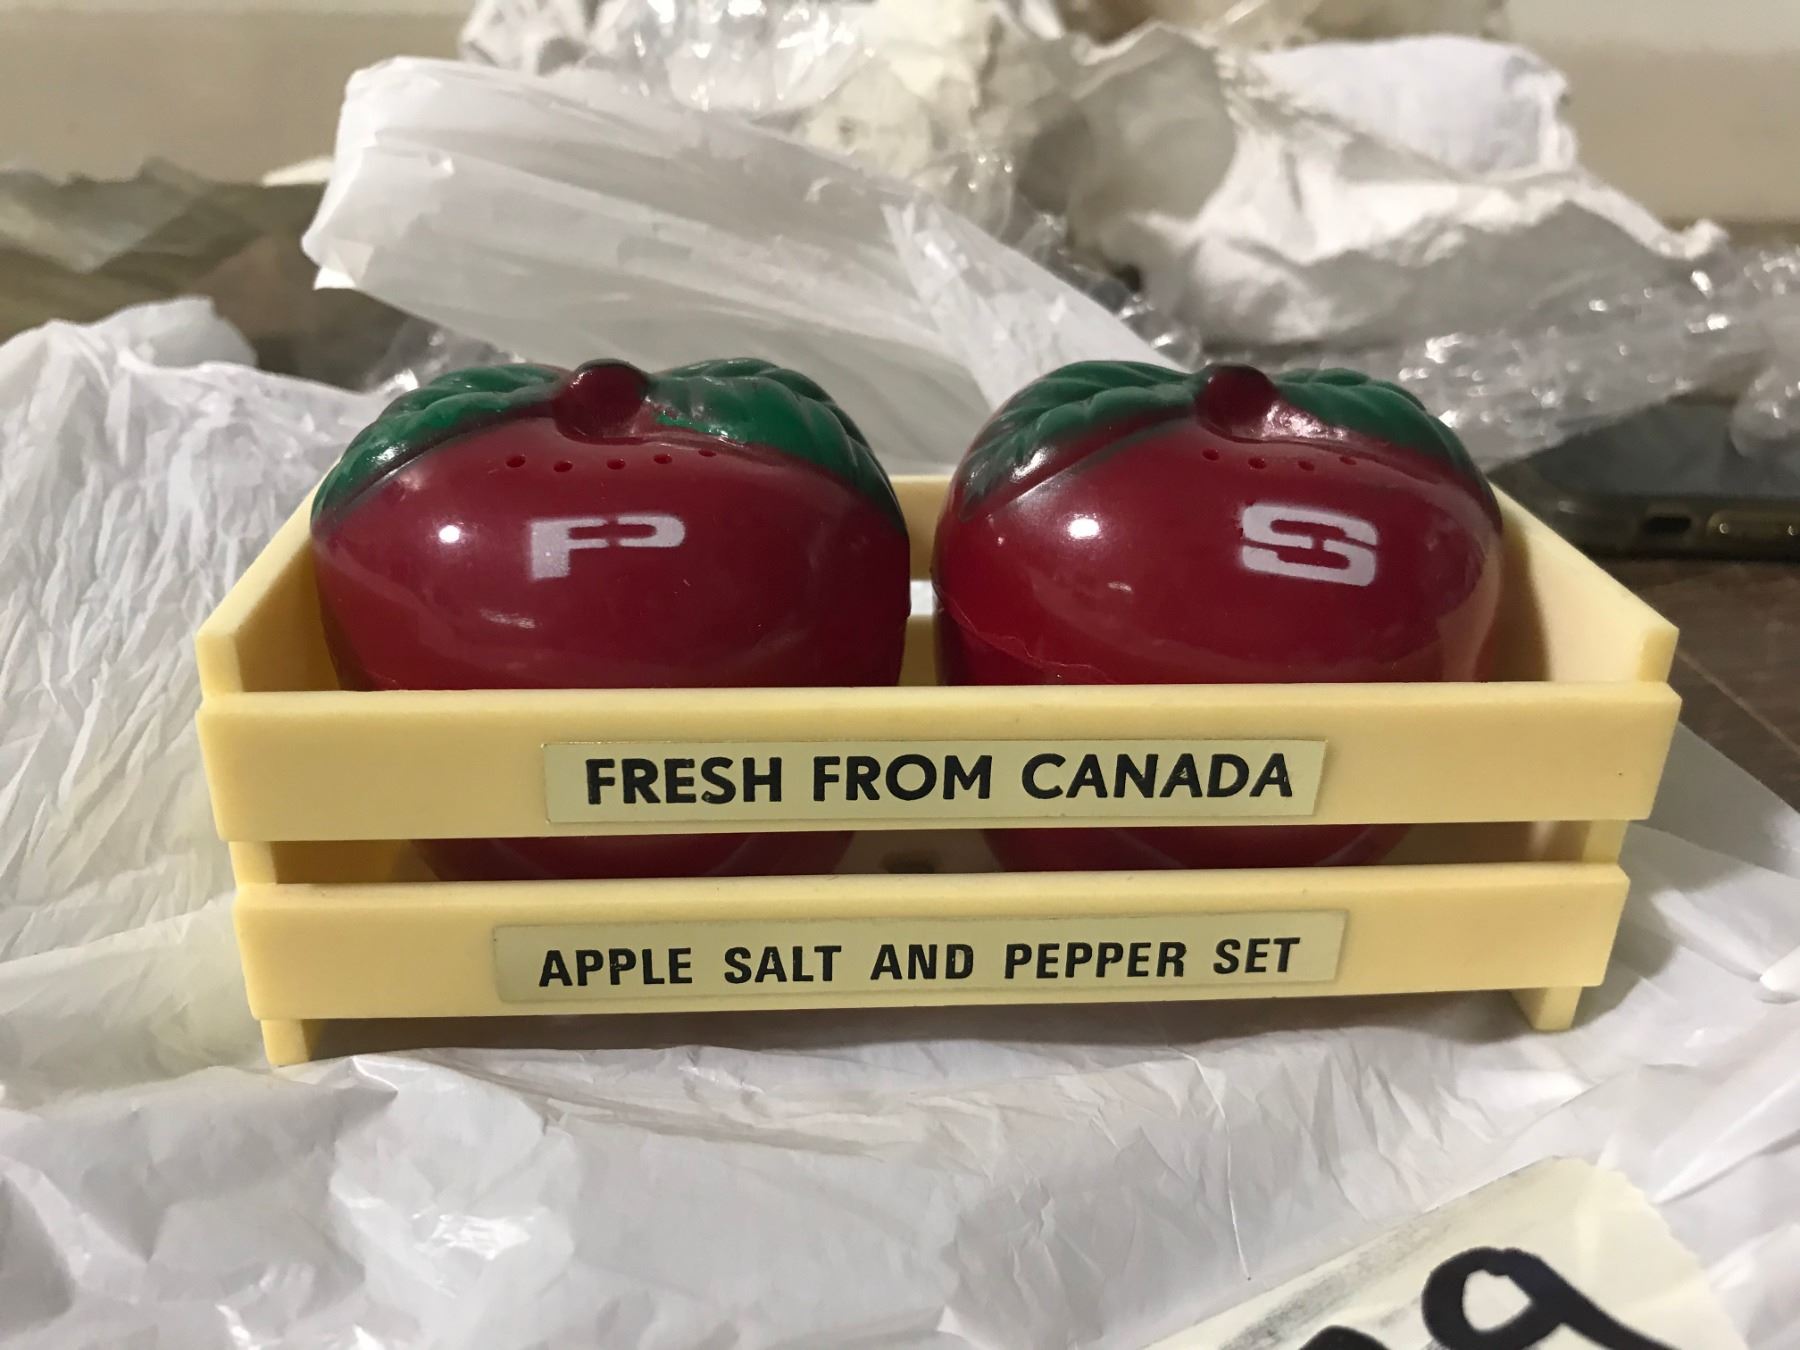 P S
FRESH FROM CANADA
APPLE SALT AND PEPPER SET